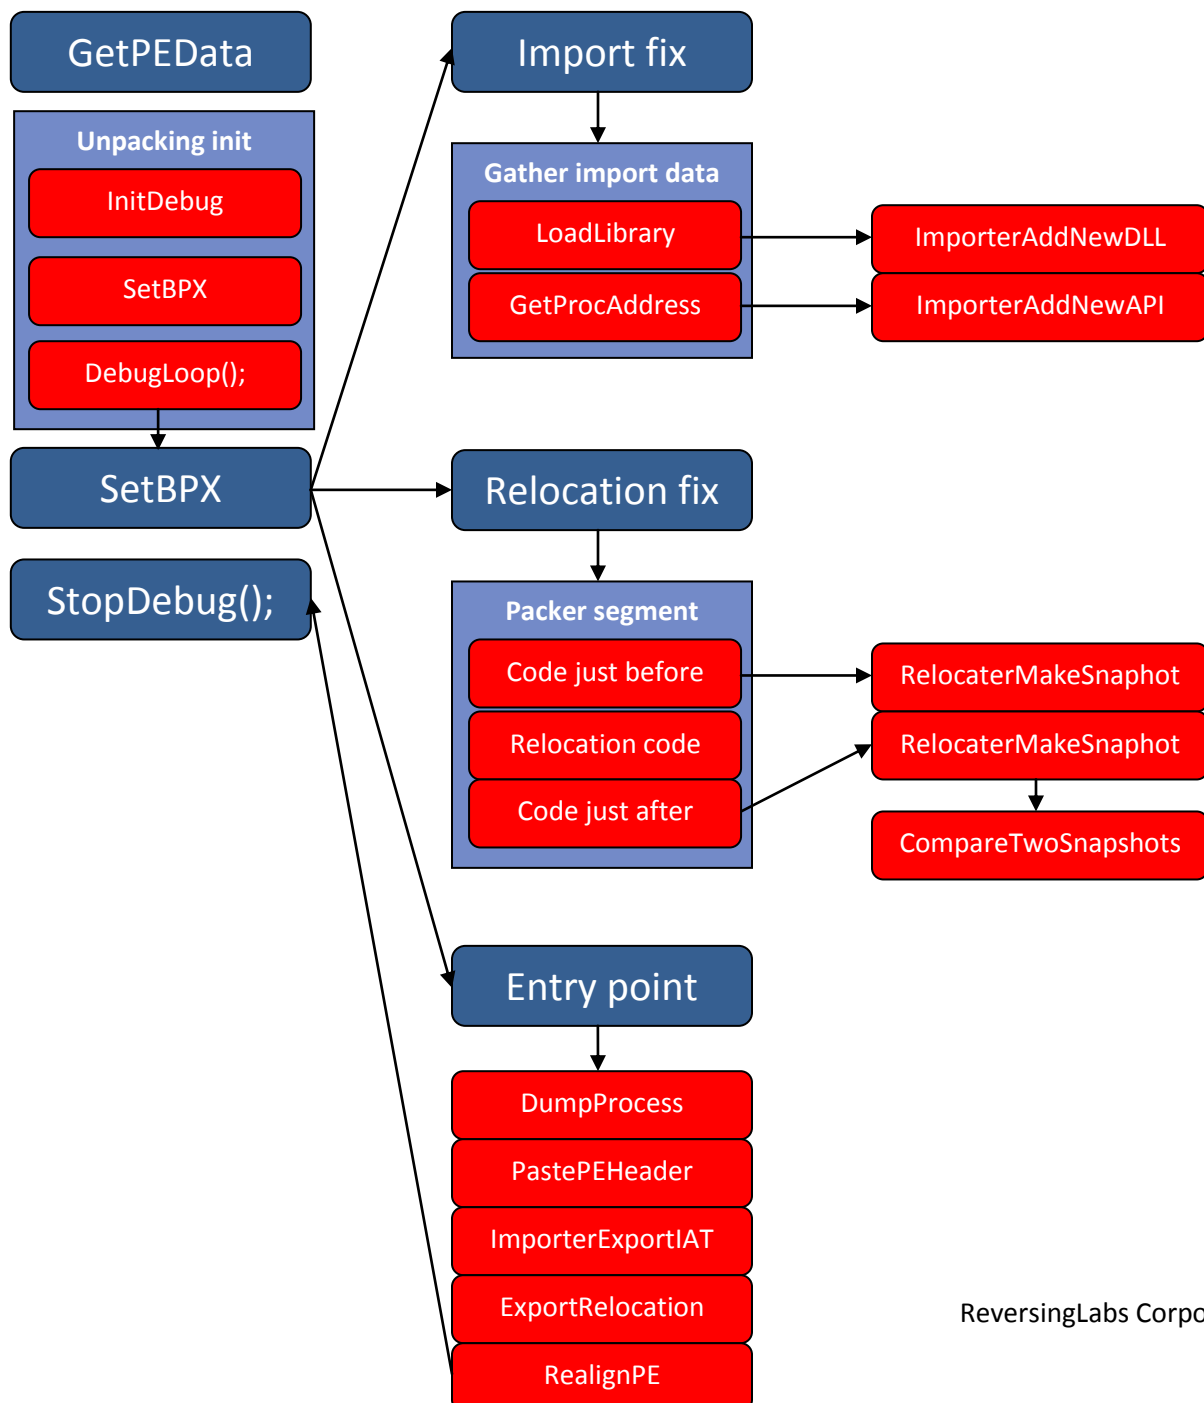 GetPEData
Unpacking init
InitDebug
SetBPX
DebugLoop();
SetBPX
StopDebug();
Import fix
Gather import data
LoadLibrary
GetProcAddress
ImporterAddNewDLL
ImporterAddNewAPI
Relocation fix
Packer segment
Code just before
Relocation code
Code just after
RelocaterMakeSnaphot
RelocaterMakeSnaphot
CompareTwoSnapshots
Entry point
DumpProcess
PastePEHeader
ImporterExportIAT
ExportRelocation
RealignPE
ReversingLabs Corpo